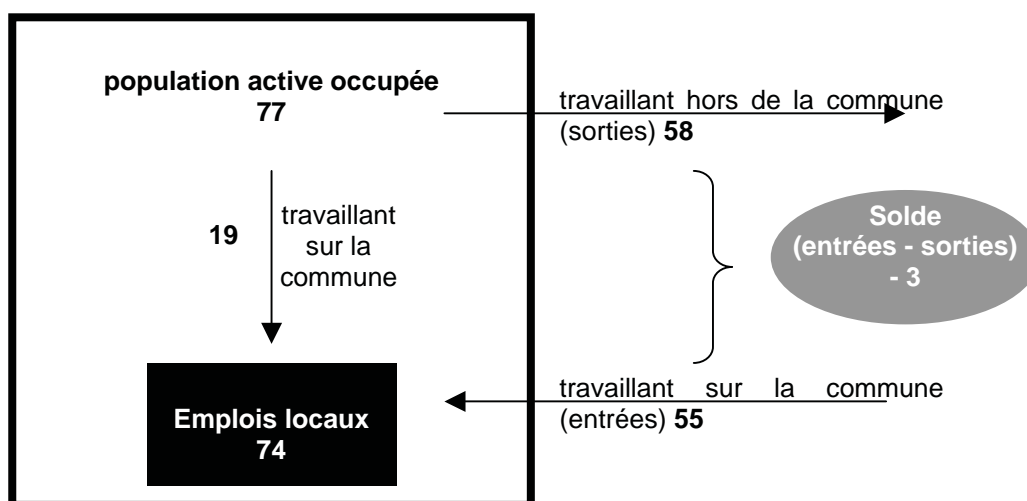 population active occupée
77
travaillant hors de la commune
(sorties) 58
19
travaillant
sur la
commune
Solde
(entrées - sorties)
- 3
travaillant sur la commune
(entrées) 55
Emplois locaux
74